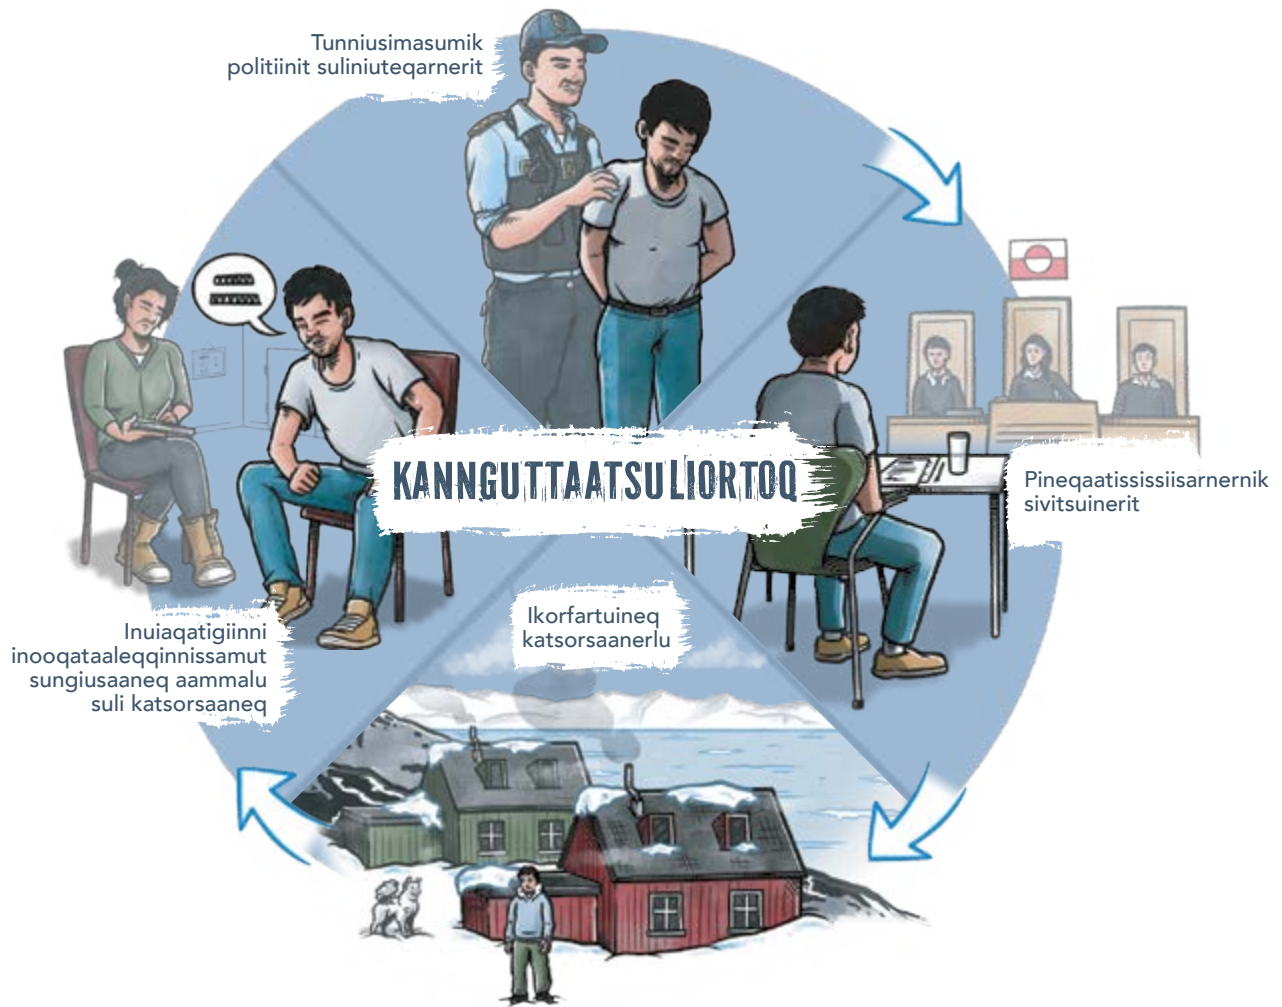 Tunniusimasumik
politiinit suliniuteqarnerit
KANNGUTTAATSULIORTOQ
Pineqaatississiisarnernik
sivitsuinerit
Ikorfartuineq
katsorsaanerlu
Inuiaqatigiinni
inooqataaleqqinnissamut
sungiusaaneq aammalu
suli katsorsaaneq